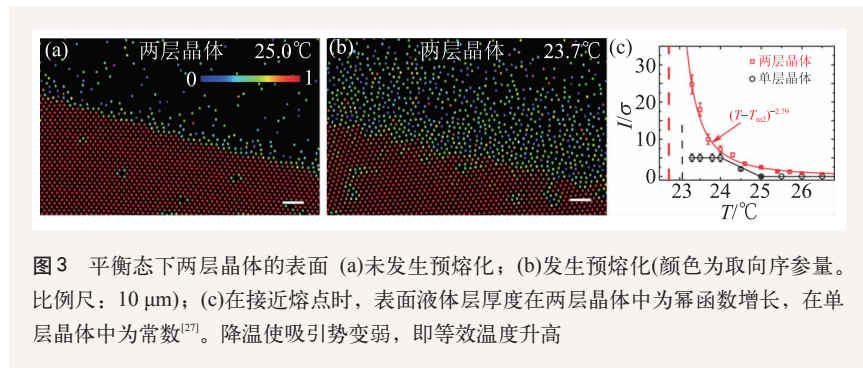 (a) 两层晶体 25.0℃
0 1
(b) 两层晶体 23.7℃
(c)
30
20
10
0
l/σ
两层晶体
单层晶体
(T−Tm2)−2.79
23 24 25 26
T/℃
图3 平衡态下两层晶体的表面 (a)未发生预熔化；(b)发生预熔化(颜色为取向序参量。
比例尺：10 μm)；(c)在接近熔点时，表面液体层厚度在两层晶体中为幂函数增长，在单
层晶体中为常数[27]。降温使吸引势变弱，即等效温度升高